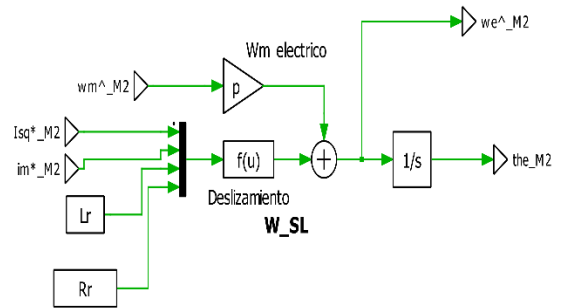 we^_M2
Wm electrico
wm^_M2
p
Isq*_M2
im*_M2
f(u)
1/s
the_M2
Deslizamiento
Lr
W_SL
Rr